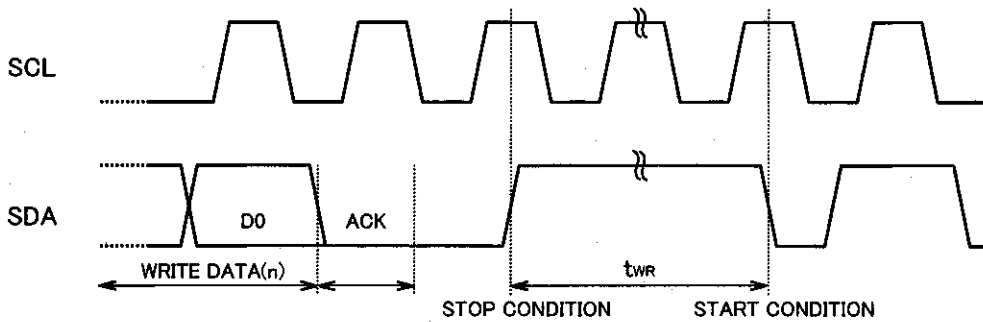 SCL
SDA
D0
ACK
WRITE DATA(n)
tWR
STOP CONDITION
START CONDITION